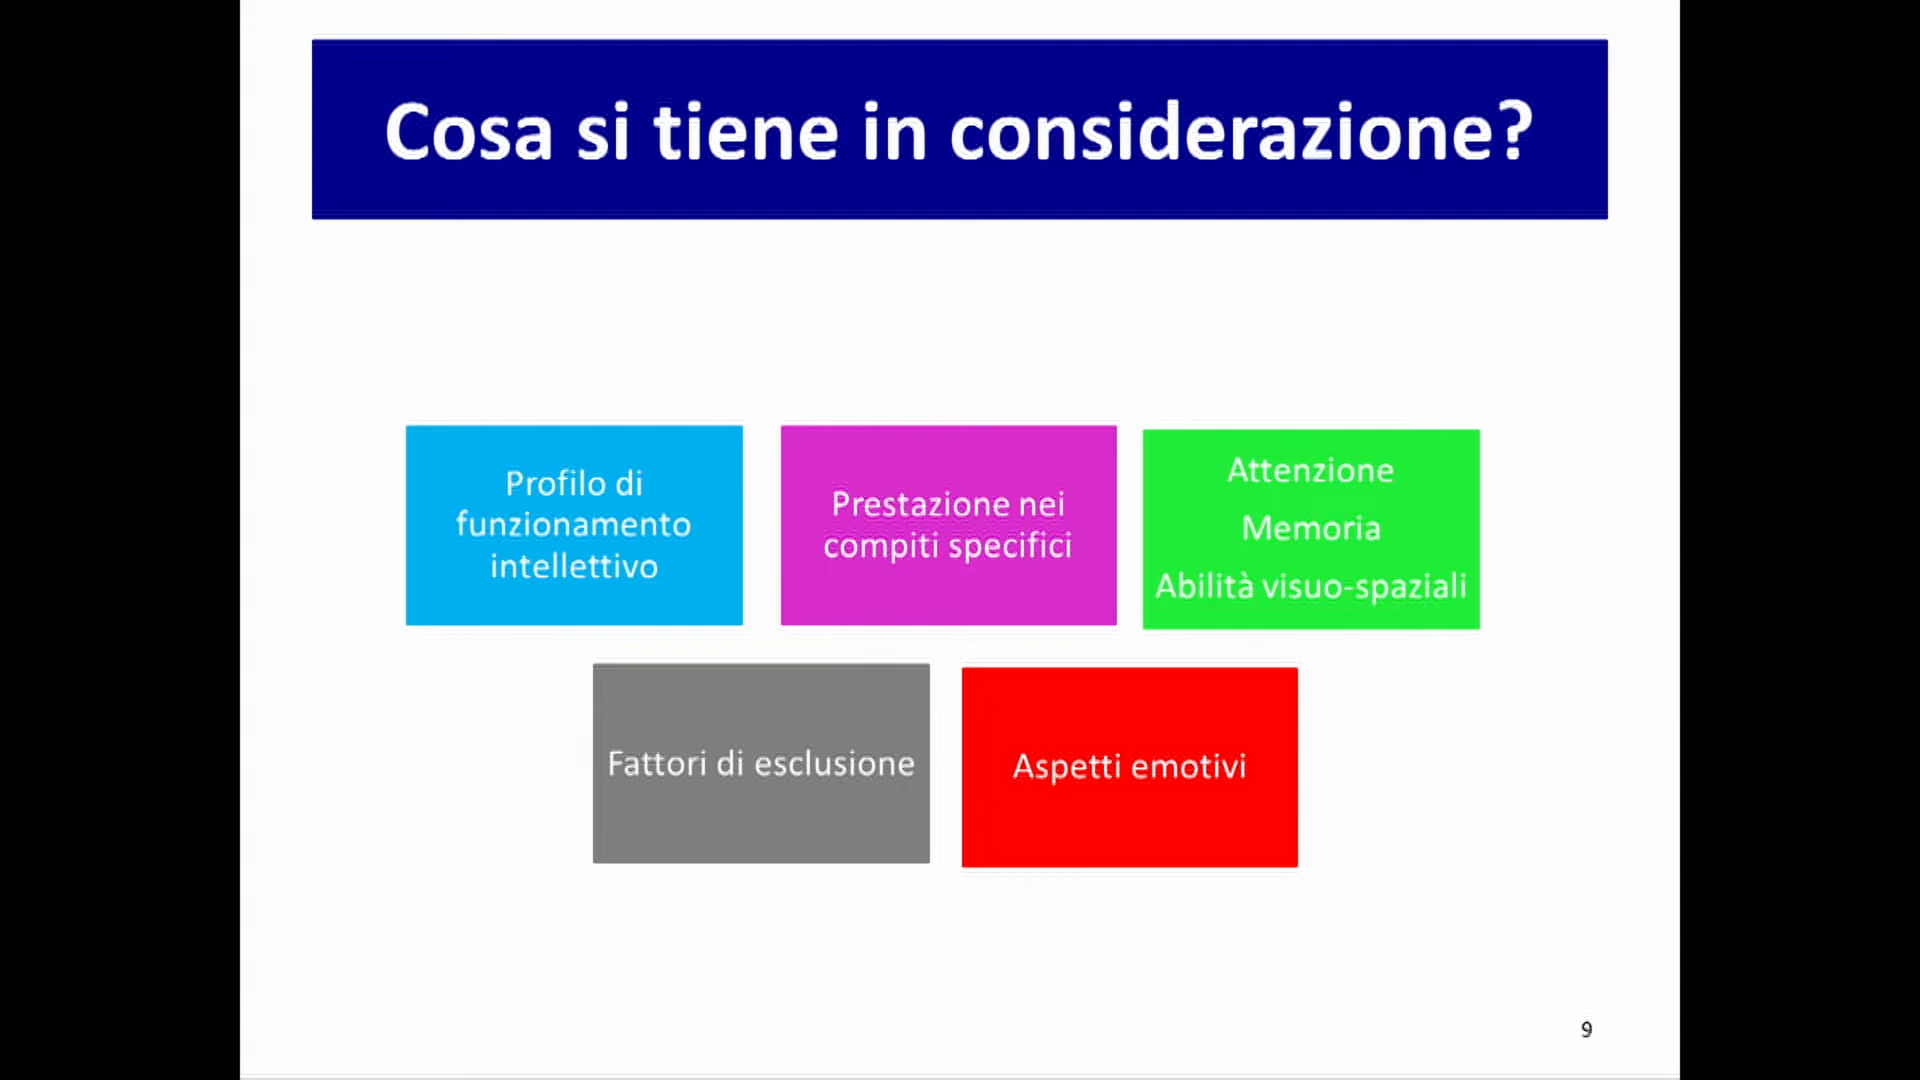 Cosa si tiene in considerazione?
Profilo di
funzionamento
intellettivo
Prestazione nei
compiti specifici
Attenzione
Memoria
Abilità visuo-spaziali
Fattori di esclusione
Aspetti emotivi
9